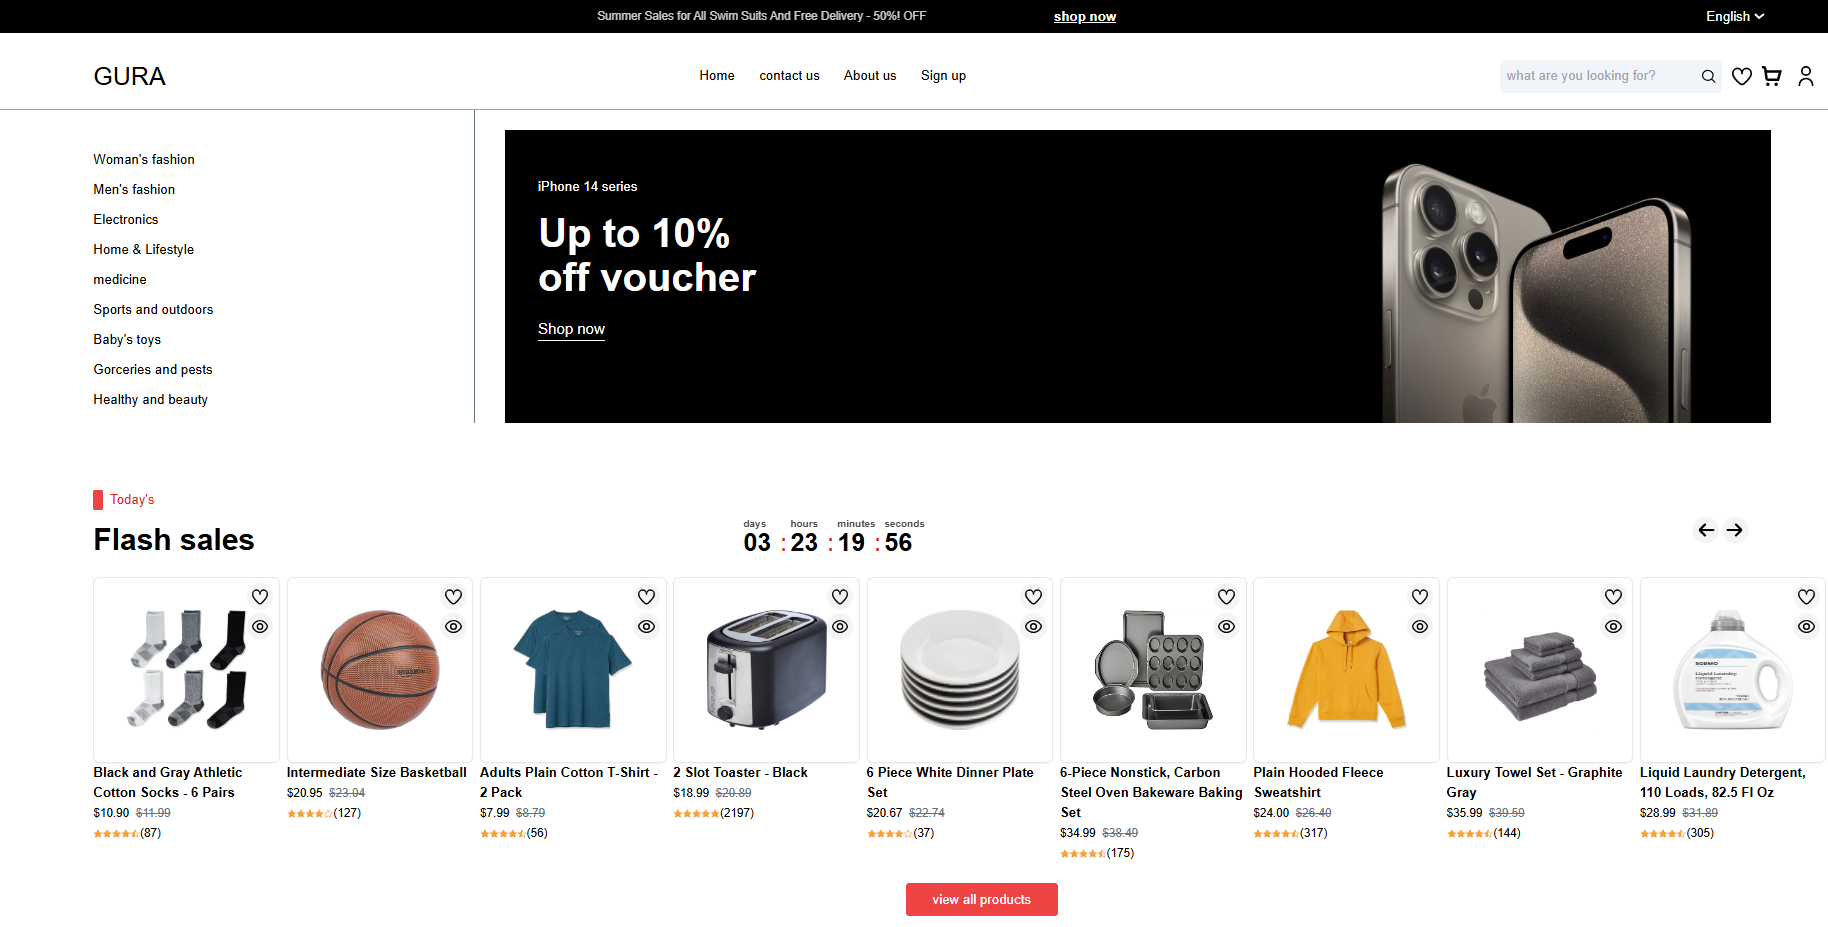 Summer Sales for All Swim Suits And Free Delivery - 50%! OFF
shop now
English
GURA
Home
contact us
About us
Sign up
what are you looking for?
Woman's fashion
Men's fashion
Electronics
Home & Lifestyle
medicine
Sports and outdoors
Baby's toys
Gorceries and pests
Healthy and beauty
iPhone 14 series
Up to 10%
off voucher
Shop now
Today's
Flash sales
days hours minutes seconds
03 : 23 : 19 : 56
Black and Gray Athletic
Cotton Socks - 6 Pairs
$10.90 $11.99
(87)
Intermediate Size Basketball
$20.95 $23.04
(127)
Adults Plain Cotton T-Shirt -
2 Pack
$7.99 $8.79
(56)
2 Slot Toaster - Black
$18.99 $20.89
(2197)
6 Piece White Dinner Plate
Set
$20.67 $22.74
(37)
6-Piece Nonstick, Carbon
Steel Oven Bakeware Baking
Set
$34.99 $38.49
(175)
Plain Hooded Fleece
Sweatshirt
$24.00 $26.40
(317)
Luxury Towel Set - Graphite
Gray
$35.99 $39.59
(144)
SOLIMO
Liquid Laundry
Liquid Laundry Detergent,
110 Loads, 82.5 Fl Oz
$28.99 $31.89
(305)
view all products